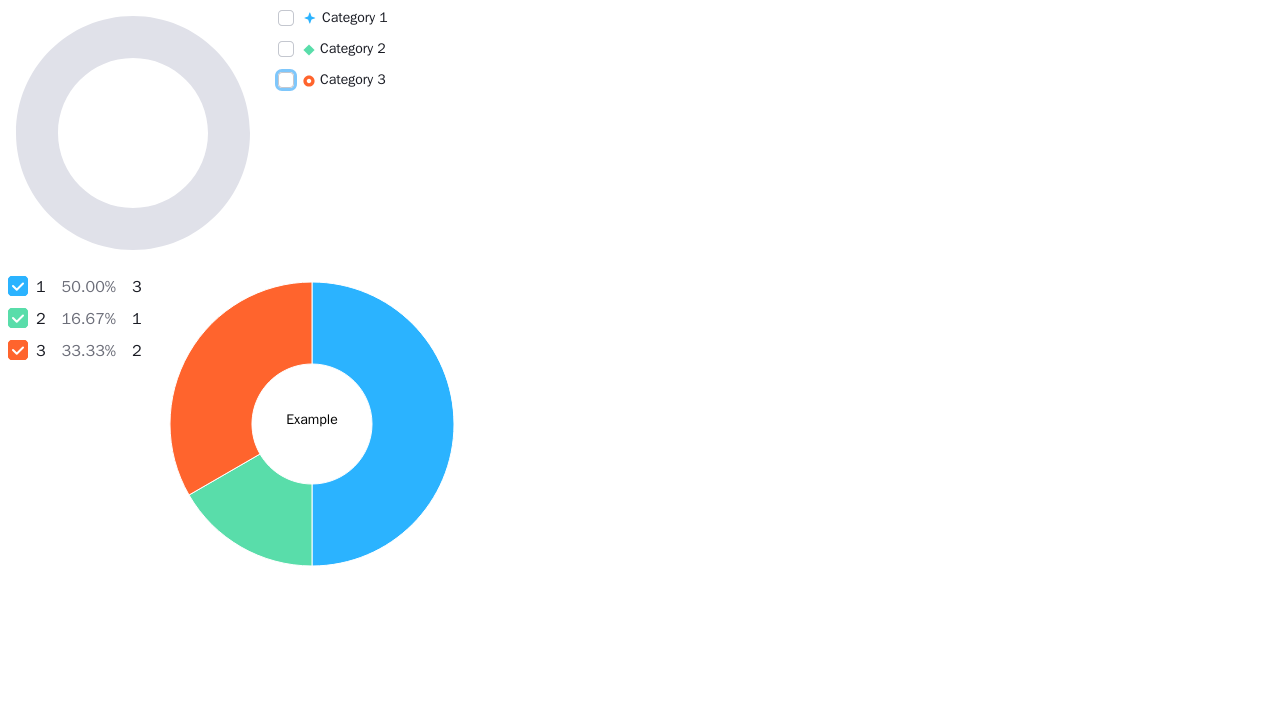 Category 1
Category 2
Category 3
1 50.00% 3
2 16.67% 1
3 33.33% 2
Example